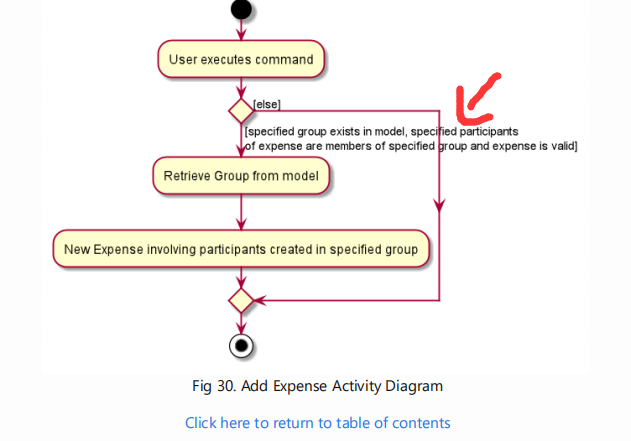 User executes command
[else]
[specified group exists in model, specified participants
of expense are members of specified group and expense is valid]
Retrieve Group from model
New Expense involving participants created in specified group
Fig 30. Add Expense Activity Diagram
Click here to return to table of contents